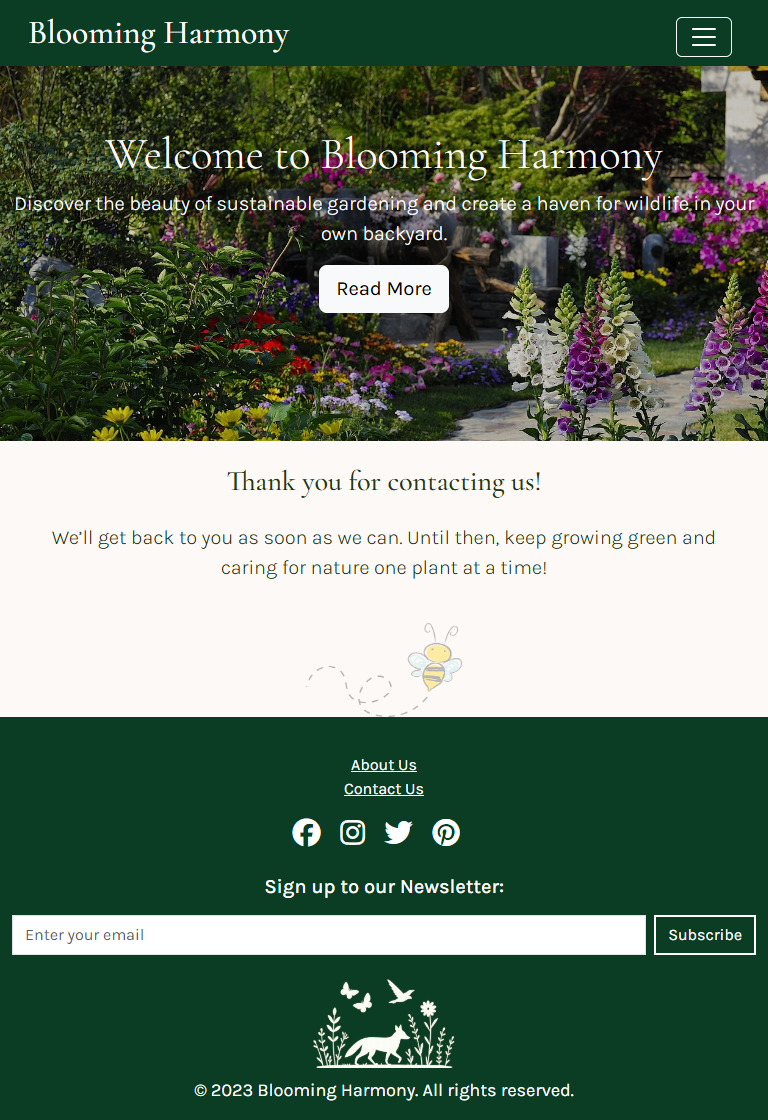 Blooming Harmony
Welcome to Blooming Harmony
Discover the beauty of sustainable gardening and create a haven for wildlife in your
own backyard.
Read More
Thank you for contacting us!
We’ll get back to you as soon as we can. Until then, keep growing green and
caring for nature one plant at a time!
About Us
Contact Us
Sign up to our Newsletter:
Enter your email
Subscribe
© 2023 Blooming Harmony. All rights reserved.